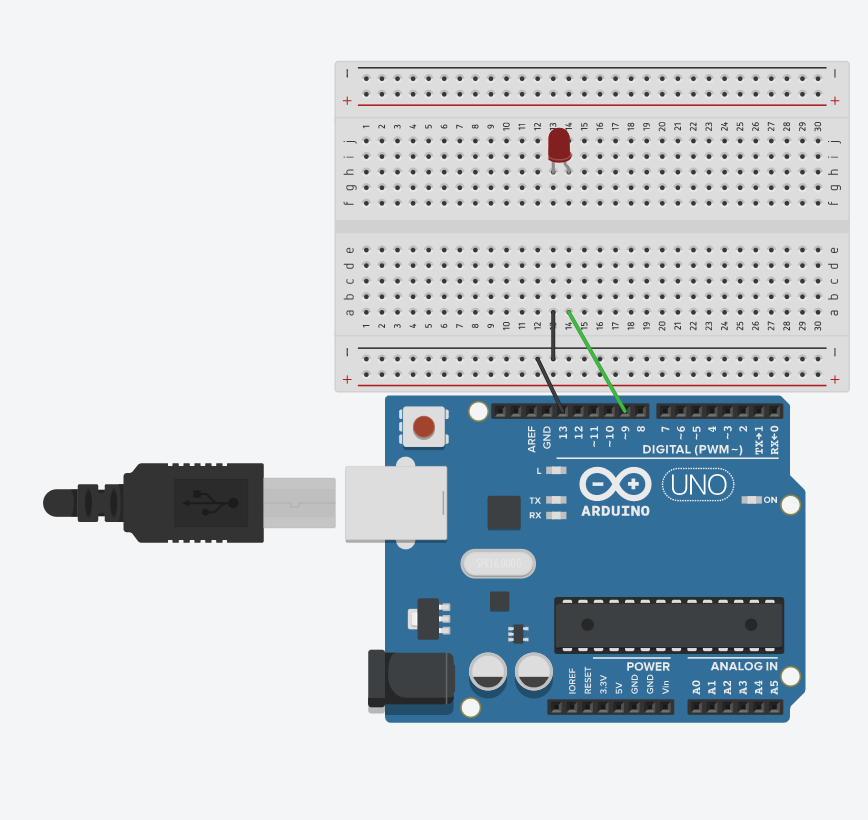 − −
+ +
1 2 3 4 5 6 7 8 9 10 11 12 13 14 15 16 17 18 19 20 21 22 23 24 25 26 27 28 29 30
j j
i i
h h
g g
f f
e e
d d
c c
b b
a a
1 2 3 4 5 6 7 8 9 10 11 12 13 14 15 16 17 18 19 20 21 22 23 24 25 26 27 28 29 30
− −
+ +
AREF GND 13 12 ~11 ~10 ~9 8 7 ~6 ~5 4 ~3 2 TX→1 RX←0
DIGITAL (PWM~)
L
TX
RX
ARDUINO
UNO
ON
POWER ANALOG IN
IOREF RESET 3.3V 5V GND GND Vin A0 A1 A2 A3 A4 A5